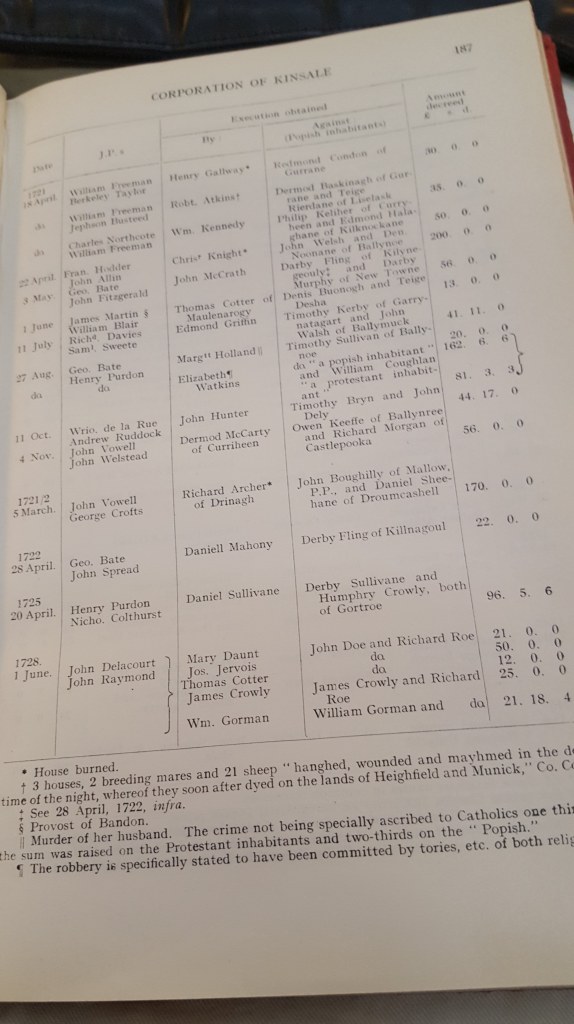 187
CORPORATION OF KINSALE
Execution obtained
Date J.P.s By Against (Popish inhabitants) Amount decreed £ s d.
1721
18 April. William Freeman Henry Gallway* Redmond Condon of 30. 0. 0
Berkeley Taylor Gurrane
do William Freeman Robt. Atkins† Dermod Baskinagh of Gur- 35. 0. 0
Jephson Busteed rane and Teige
Rierdane of Liselask
do Charles Northcote Wm. Kennedy Philip Keliher of Curry- 50. 0. 0
William Freeman heen and Edmond Hala-
ghane of Kilknockane
22 April. Fran. Hodder Christ Knight* John Welsh and Den. 200. 0. 0
John Allin Noonane of Ballynoe
3 May. Geo. Bate John McCrath Darby Fling of Kilyne- 56. 0. 0
John Fitzgerald geouly‡ and Darby
Murphy of New Towne
1 June James Martin § Thomas Cotter of Denis Buonogh and Teige 13. 0. 0
William Blair Maulenarogy Desha
11 July Richd. Davies Edmond Griffin Timothy Kerby of Garry- 41. 11. 0
Saml. Sweete natagart and John
Walsh of Ballymuck
27 Aug. Geo. Bate Margtt Holland‖ Timothy Sullivan of Bally- 20. 0. 0
Henry Purdon noe
do do Elizabeth¶ do "a popish inhabitant" 162. 6. 6
Watkins and William Coughlan
"a protestant inhabit- 81. 3. 3
ant"
11 Oct. Wrio. de la Rue John Hunter Timothy Bryn and John 44. 17. 0
Andrew Ruddock Dely
4 Nov. John Vowell Dermod McCarty Owen Keeffe of Ballynree 56. 0. 0
John Welstead of Curriheen and Richard Morgan of
Castlepooka
1721/2
5 March. John Vowell Richard Archer* John Boughilly of Mallow, 170. 0. 0
George Crofts of Drinagh P.P., and Daniel Shee-
hane of Droumcashell
1722
28 April. Geo. Bate Daniell Mahony Derby Fling of Killnagoul 22. 0. 0
John Spread
1725
20 April. Henry Purdon Daniel Sullivane Derby Sullivane and 96. 5. 6
Nicho. Colthurst Humphry Crowly, both
of Gortroe
1728.
1 June. John Delacourt Mary Daunt John Doe and Richard Roe 21. 0. 0
John Raymond Jos. Jervois do 50. 0. 0
Thomas Cotter do 12. 0. 0
James Crowly James Crowly and Richard 25. 0. 0
Roe
Wm. Gorman William Gorman and do 21. 18. 4
* House burned.
† 3 houses, 2 breeding mares and 21 sheep "hanghed, wounded and mayhmed in the
time of the night, whereof they soon after dyed on the lands of Heighfield and Munick," Co.
‡ See 28 April, 1722, infra.
§ Provost of Bandon.
‖ Murder of her husband. The crime not being specially ascribed to Catholics one
the sum was raised on the Protestant inhabitants and two-thirds on the "Popish."
¶ The robbery is specifically stated to have been committed by tories, etc. of both